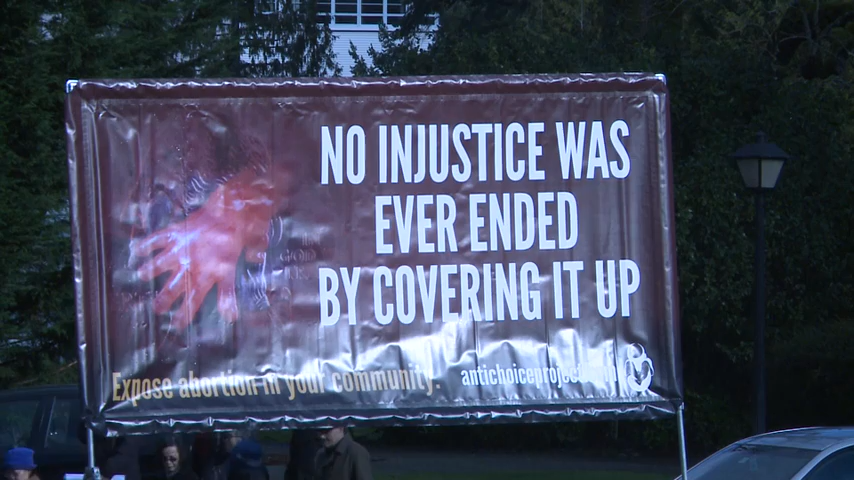 NO INJUSTICE WAS
EVER ENDED
BY COVERING IT UP
Expose abortion in your community.